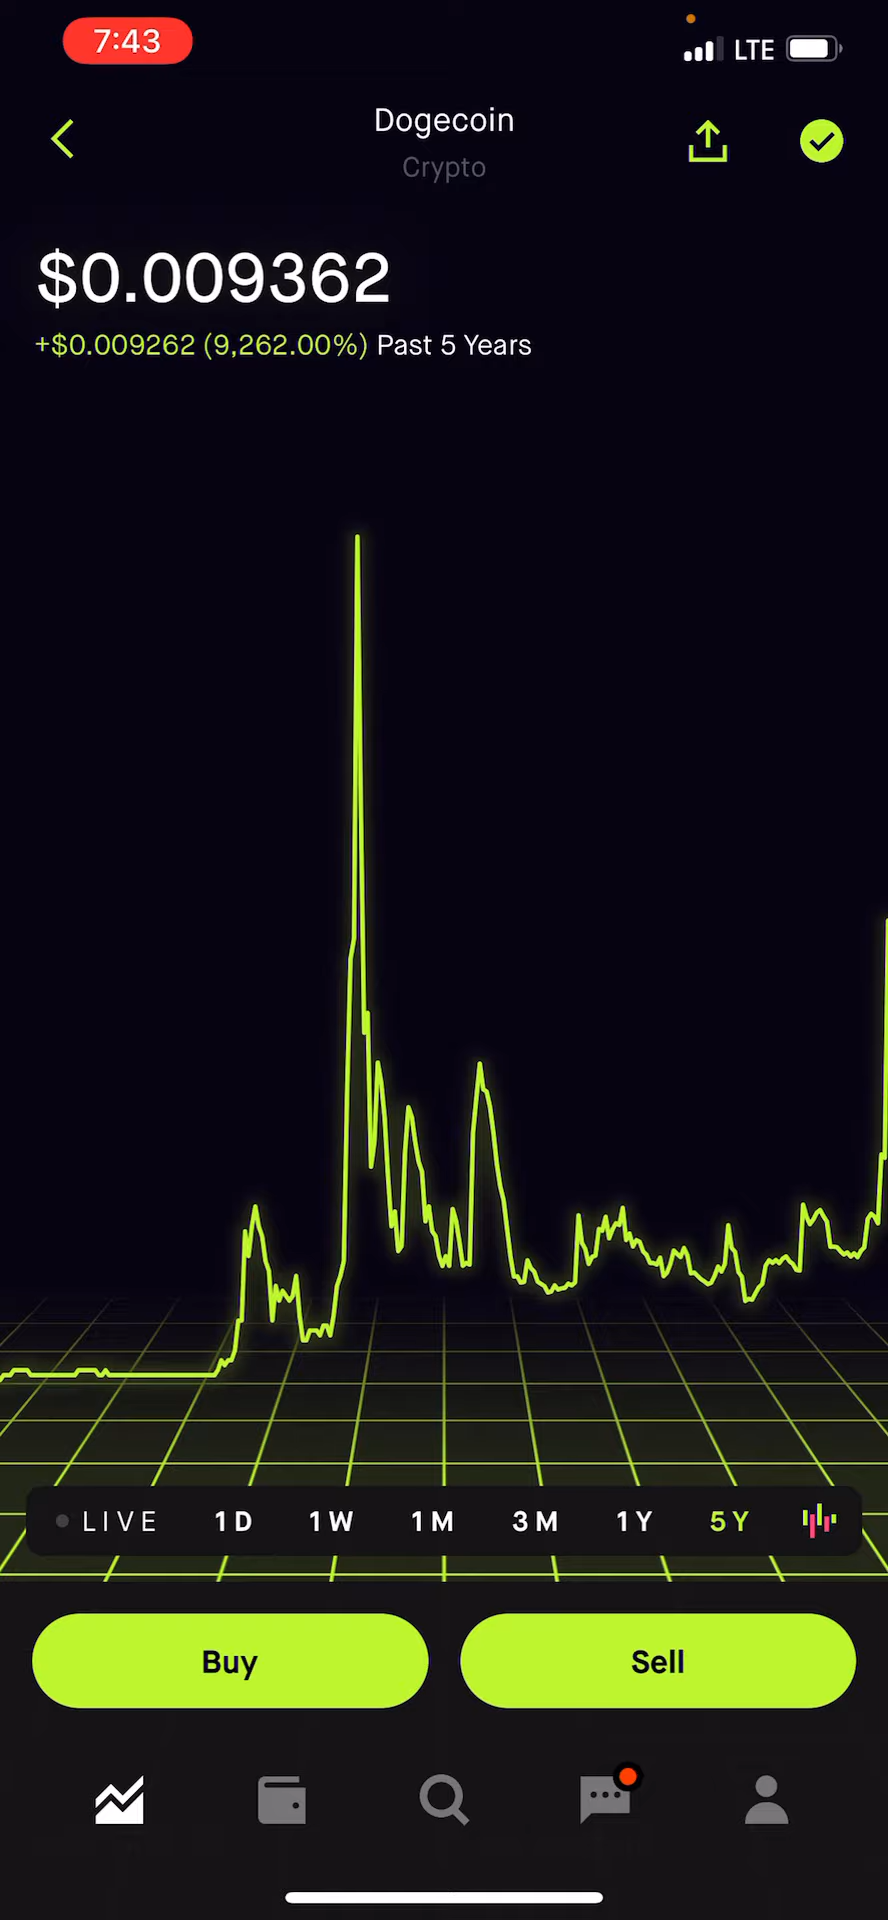 7:43
LTE
Dogecoin
Crypto
$0.009362
+$0.009262 (9,262.00%) Past 5 Years
LIVE 1D 1W 1M 3M 1Y 5Y
Buy Sell